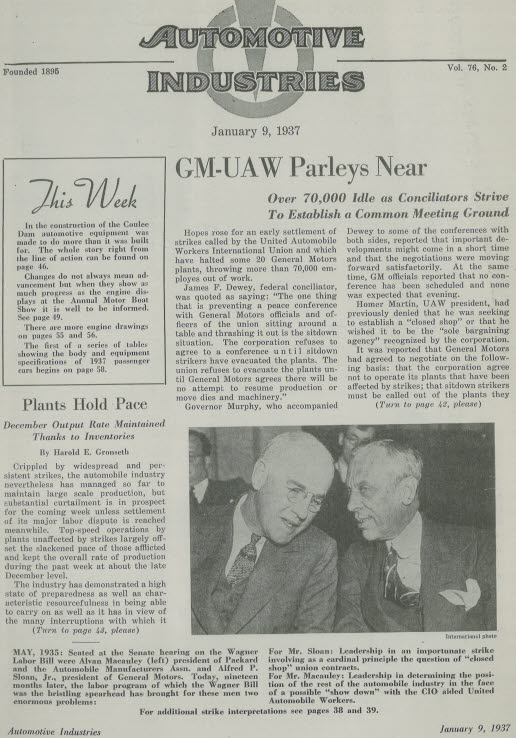 AUTOMOTIVE
INDUSTRIES
Founded 1895
Vol. 76, No. 2
January 9, 1937
This Week
In the construction of the Coulee
Dam automotive equipment was
made to do more than it was built
for. The whole story right from
the line of action can be found on
page 46.
Changes do not always mean ad-
vancement but when they show as
much progress as the engine dis-
plays at the Annual Motor Boat
Show it is well to be informed.
See page 49.
There are more engine drawings
on pages 55 and 56.
The first of a series of tables
showing the body and equipment
specifications of 1937 passenger
cars begins on page 58.
Plants Hold Pace
December Output Rate Maintained
Thanks to Inventories
By Harold E. Gronseth
Crippled by widespread and per-
sistent strikes, the automobile industry
nevertheless has managed so far to
maintain large scale production, but
substantial curtailment is in prospect
for the coming week unless settlement
of its major labor dispute is reached
meanwhile. Top-speed operations by
plants unaffected by strikes largely off-
set the slackened pace of those afflicted
and kept the overall rate of production
during the past week at about the late
December level.
The industry has demonstrated a high
state of preparedness as well as char-
acteristic resourcefulness in being able
to carry on as well as it has in view of
the many interruptions with which it
(Turn to page 43, please)
GM-UAW Parleys Near
Over 70,000 Idle as Conciliators Strive
To Establish a Common Meeting Ground
Hopes rose for an early settlement of
strikes called by the United Automobile
Workers International Union and which
have halted some 20 General Motors
plants, throwing more than 70,000 em-
ployes out of work.
James F. Dewey, federal conciliator,
was quoted as saying: "The one thing
that is preventing a peace conference
with General Motors officials and of-
ficers of the union sitting around a
table and thrashing it out is the sitdown
situation. The corporation refuses to
agree to a conference until sitdown
strikers have evacuated the plants. The
union refuses to evacuate the plants un-
til General Motors agrees there will be
no attempt to resume production or
move dies and machinery."
Governor Murphy, who accompanied
Dewey to some of the conferences with
both sides, reported that important de-
velopments might come in a short time
and that the negotiations were moving
forward satisfactorily. At the same
time, GM officials reported that no con-
ference has been scheduled and none
was expected that evening.
Homer Martin, UAW president, had
previously denied that he was seeking
to establish a "closed shop" or that he
wished it to be the "sole bargaining
agency" recognized by the corporation.
It was reported that General Motors
had agreed to negotiate on the follow-
ing basis: that the corporation agree
not to operate its plants that have been
affected by strikes; that sitdown strikers
must be called out of the plants they
(Turn to page 42, please)
International photo
MAY, 1935: Seated at the Senate hearing on the Wagner
Labor Bill were Alvan Macauley (left) president of Packard
and the Automobile Manufacturers Assn. and Alfred P.
Sloan, Jr., president of General Motors. Today, nineteen
months later, the labor program of which the Wagner Bill
was the bristling spearhead has brought for these men two
enormous problems:
For Mr. Sloan: Leadership in an importunate strike
involving as a cardinal principle the question of "closed
shop" union contracts.
For Mr. Macauley: Leadership in determining the posi-
tion of the rest of the automobile industry in the face
of a possible "show down" with the CIO aided United
Automobile Workers.
For additional strike interpretations see pages 38 and 39.
Automotive Industries
January 9, 1937